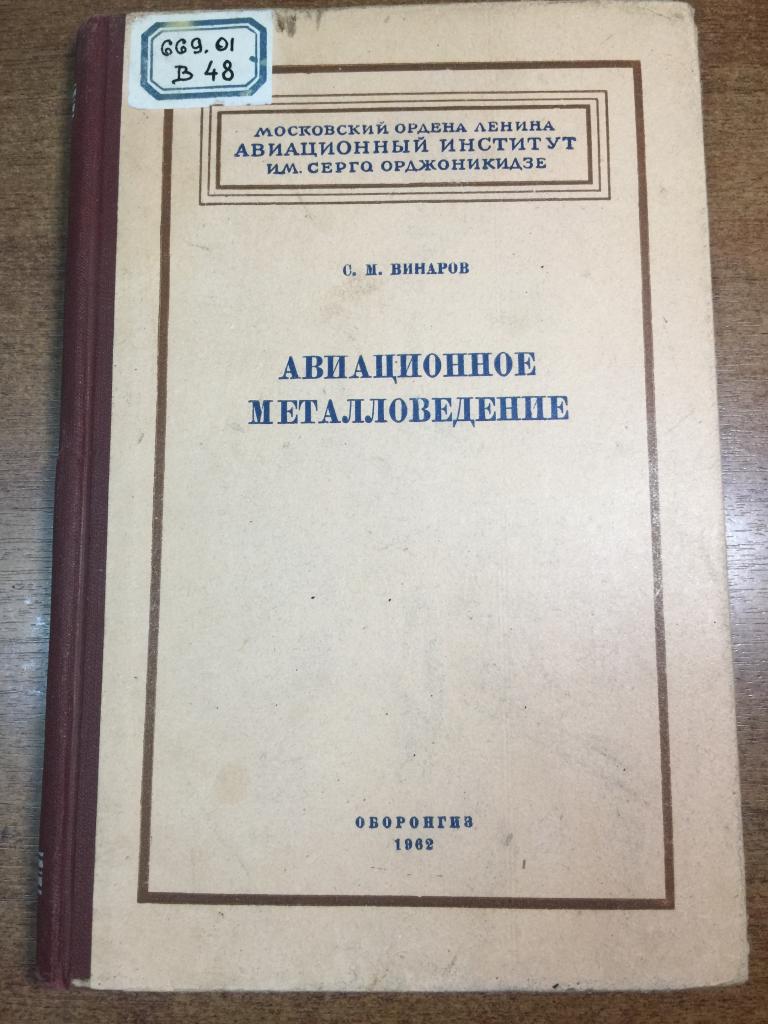 669.01
В 48
МОСКОВСКИЙ ОРДЕНА ЛЕНИНА
АВИАЦИОННЫЙ ИНСТИТУТ
ИМ. СЕРГО ОРДЖОНИКИДЗЕ
С. М. ВИНАРОВ
АВИАЦИОННОЕ
МЕТАЛЛОВЕДЕНИЕ
ОБОРОНГИЗ
1962